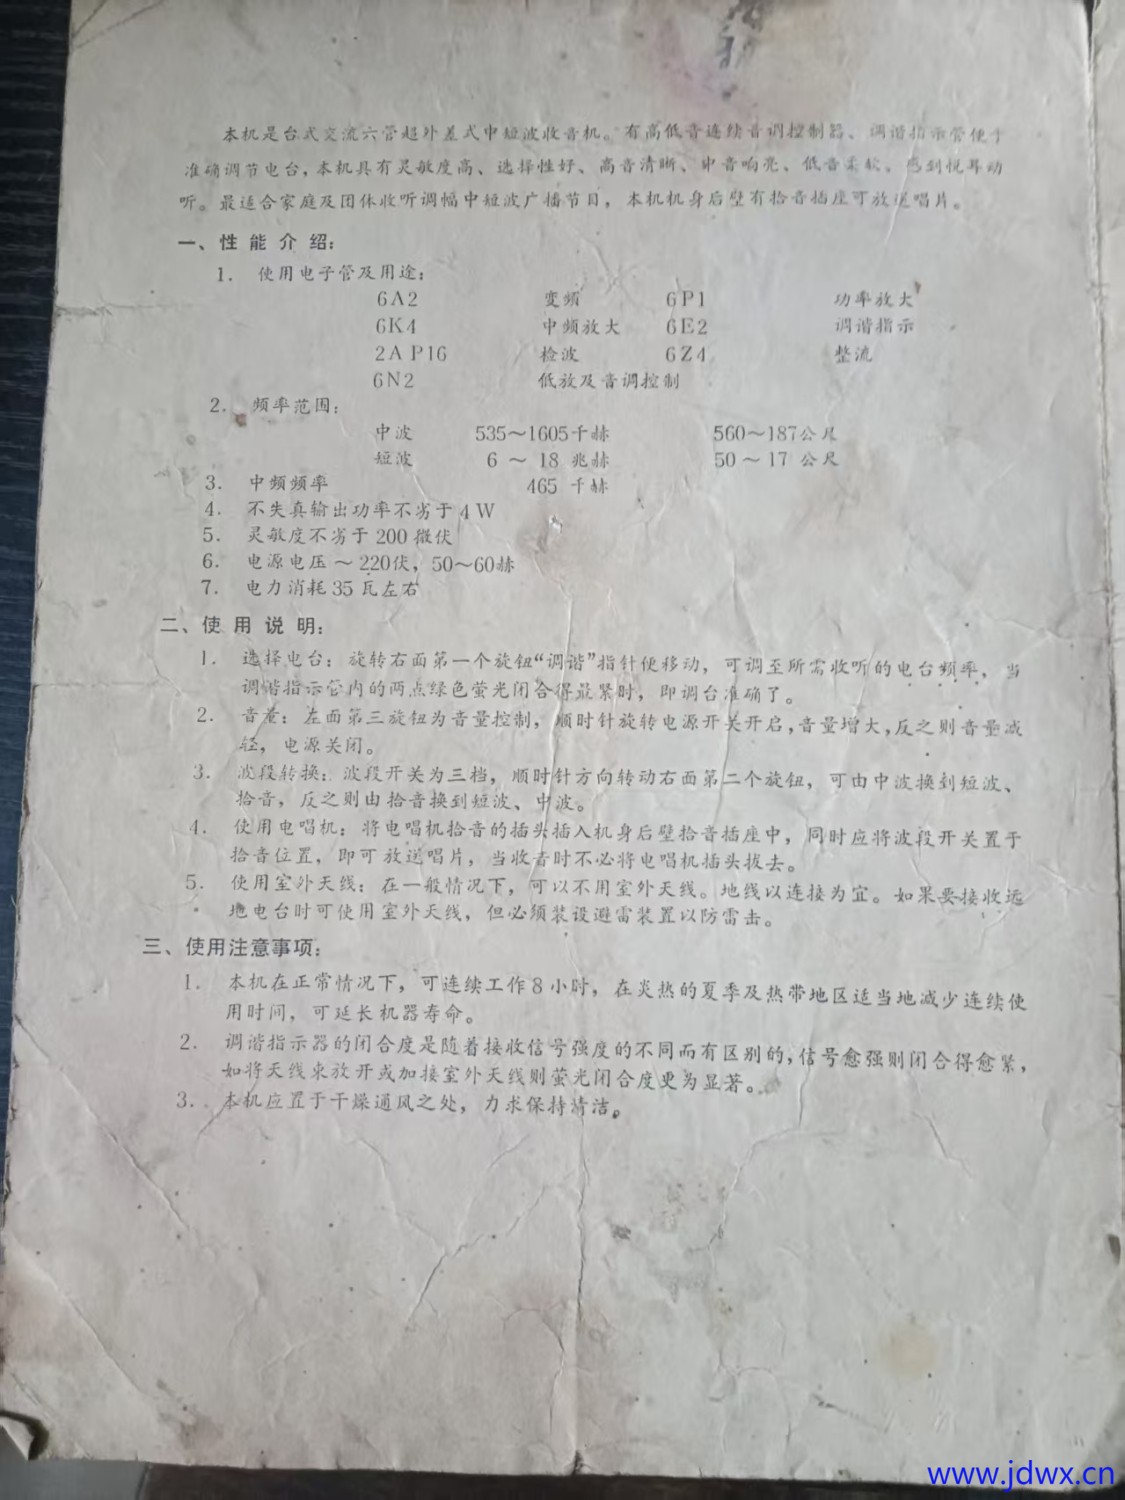 本机是台式交流六管超外差式中短波收音机。有高低音连续音调控制器、调谐指示管便于
准确调节电台,本机具有灵敏度高、选择性好、高音清晰、中音响亮、低音柔软、感到悦耳动
听。最适合家庭及团体收听调幅中短波广播节目,本机机身后壁有拾音插座可放送唱片。
一、性 能 介 绍:
1. 使用电子管及用途:
6A2 变频 6P1 功率放大
6K4 中频放大 6E2 调谐指示
2AP16 检波 6Z4 整流
6N2 低放及音调控制
2. 频率范围:
中波 535~1605千赫 560~187公尺
短波 6 ~ 18 兆赫 50 ~ 17 公尺
3. 中频频率 465 千赫
4. 不失真输出功率不劣于 4 W
5. 灵敏度不劣于 200 微伏
6. 电源电压 ~ 220伏, 50~60赫
7. 电力消耗 35 瓦左右
二、使 用 说 明:
1. 选择电台:旋转右面第一个旋钮“调谐”指针便移动,可调至所需收听的电台频率,当
调谐指示管内的两点绿色萤光闭合得最紧时,即调台准确了。
2. 音量:左面第三旋钮为音量控制,顺时针旋转电源开关开启,音量增大,反之则音量减
轻,电源关闭。
3. 波段转换:波段开关为三档,顺时针方向转动右面第二个旋钮,可由中波换到短波、
拾音,反之则由拾音换到短波、中波。
4. 使用电唱机:将电唱机拾音的插头插入机身后壁拾音插座中,同时应将波段开关置于
拾音位置,即可放送唱片,当收音时不必将电唱机插头拔去。
5. 使用室外天线:在一般情况下,可以不用室外天线。地线以连接为宜。如果要接收远
地电台时可使用室外天线,但必须装设避雷装置以防雷击。
三、使用注意事项:
1. 本机在正常情况下,可连续工作8小时,在炎热的夏季及热带地区适当地减少连续使
用时间,可延长机器寿命。
2. 调谐指示器的闭合度是随着接收信号强度的不同而有区别的,信号愈强则闭合得愈紧,
如将天线束放开或加接室外天线则萤光闭合度更为显著。
3. 本机应置于干燥通风之处,力求保持清洁。
www.jdwx.cn